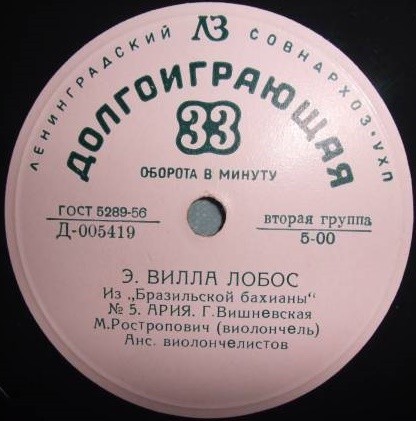 ЛЕНИНГРАДСКИЙ ЛЗ СОВНАРХОЗ • УХП
ДОЛГОИГРАЮЩАЯ
33
ОБОРОТА В МИНУТУ
ГОСТ 5289-56
Д-005419
вторая группа
5-00
Э. ВИЛЛА ЛОБОС
Из „Бразильской бахианы“
№ 5. АРИЯ. Г. Вишневская
М. Ростропович (виолончель)
Анс. виолончелистов